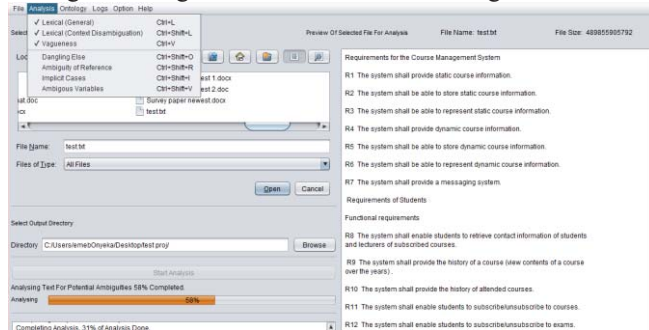 File Analysis Ontology Logs Option Help
✓ Lexical (General) Ctrl+L
✓ Lexical (Context Disambiguation) Ctrl+Shift+L
✓ Vagueness Ctrl+V
Dangling Else Ctrl+Shift+O
Ambiguity of Reference Ctrl+Shift+R
Implicit Cases Ctrl+Shift+E
Ambigous Variables Ctrl+Shift+V
Select
Loc
est 1.docx
est 2.doc
Survey paper newest.docx
test.txt
File Name: test.txt
Files of Type: All Files
Open Cancel
Select Output Directory
Directory C:/Users/emebOnyeka/Desktop/test.proj/ Browse
Start Analysis
Analysing Text For Potential Ambiguities 58% Completed.
Analysing 58%
Completing Analysis, 31% of Analysis Done
Preview Of Selected File For Analysis File Name: test.txt File Size: 489855905792
Requirements for the Course Management System
R1 The system shall provide static course information.
R2 The system shall be able to store static course information.
R3 The system shall be able to represent static course information.
R4 The system shall provide dynamic course information.
R5 The system shall be able to store dynamic course information.
R6 The system shall be able to represent dynamic course information.
R7 The system shall provide a messaging system.
Requirements of Students
Functional requirements
R8 The system shall enable students to retrieve contact information of students
and lecturers of subscribed courses.
R9 The system shall provide the history of a course (view contents of a course
over the years) .
R10 The system shall provide the history of attended courses.
R11 The system shall enable students to subscribe/unsubscribe to courses.
R12 The system shall enable students to subscribe/unsubscribe to exams.